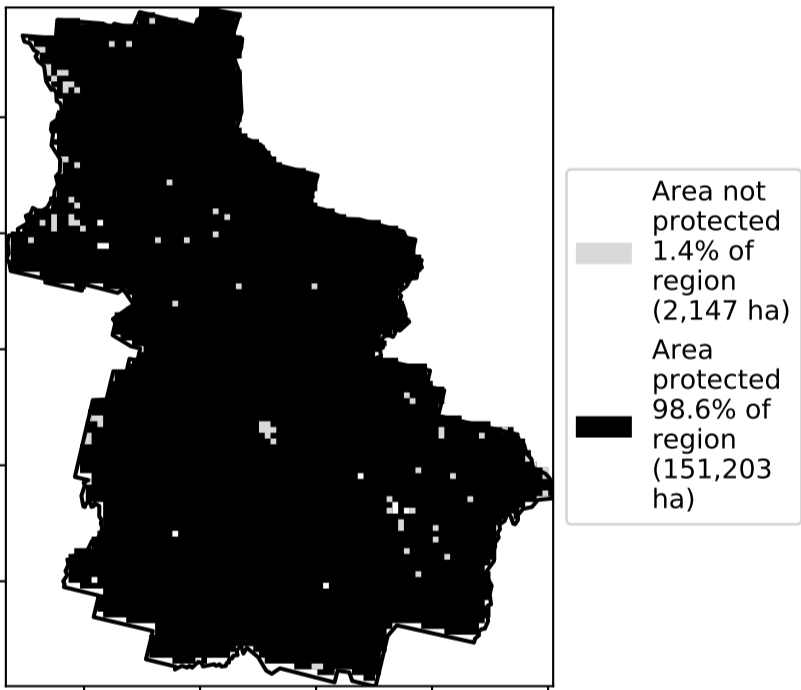 Area not
protected
1.4% of
region
(2,147 ha)
Area
protected
98.6% of
region
(151,203
ha)